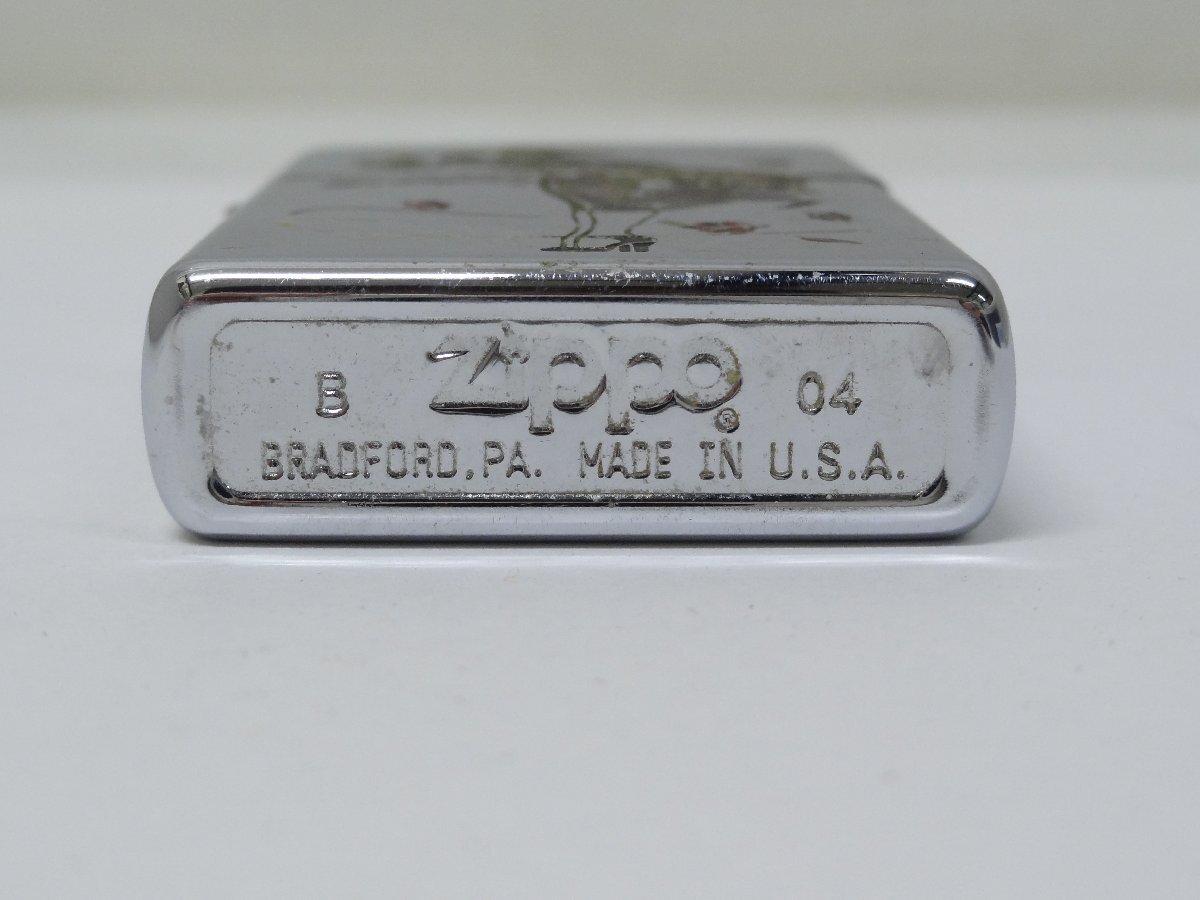 B Zippo® 04
BRADFORD, PA. MADE IN U.S.A.